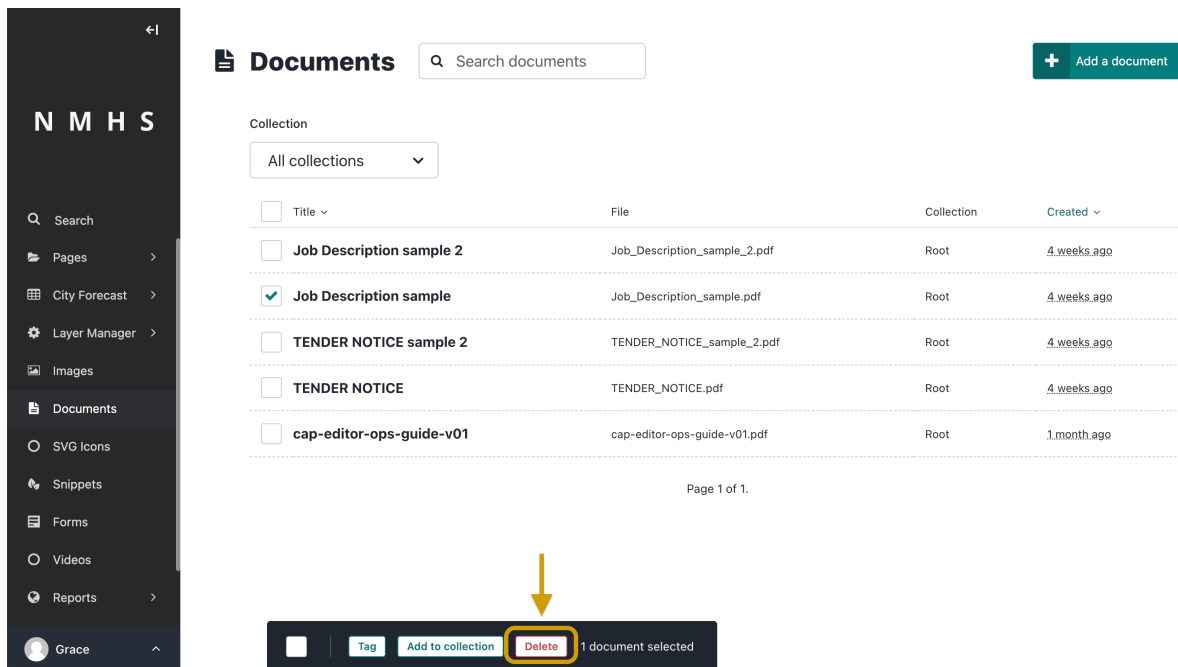 N M H S
Search
Pages
City Forecast
Layer Manager
Images
Documents
SVG Icons
Snippets
Forms
Videos
Reports
Grace
Documents
Search documents
Add a document
Collection
All collections
Title File Collection Created
Job Description sample 2 Job_Description_sample_2.pdf Root 4 weeks ago
Job Description sample Job_Description_sample.pdf Root 4 weeks ago
TENDER NOTICE sample 2 TENDER_NOTICE_sample_2.pdf Root 4 weeks ago
TENDER NOTICE TENDER_NOTICE.pdf Root 4 weeks ago
cap-editor-ops-guide-v01 cap-editor-ops-guide-v01.pdf Root 1 month ago
Page 1 of 1.
Tag Add to collection Delete 1 document selected